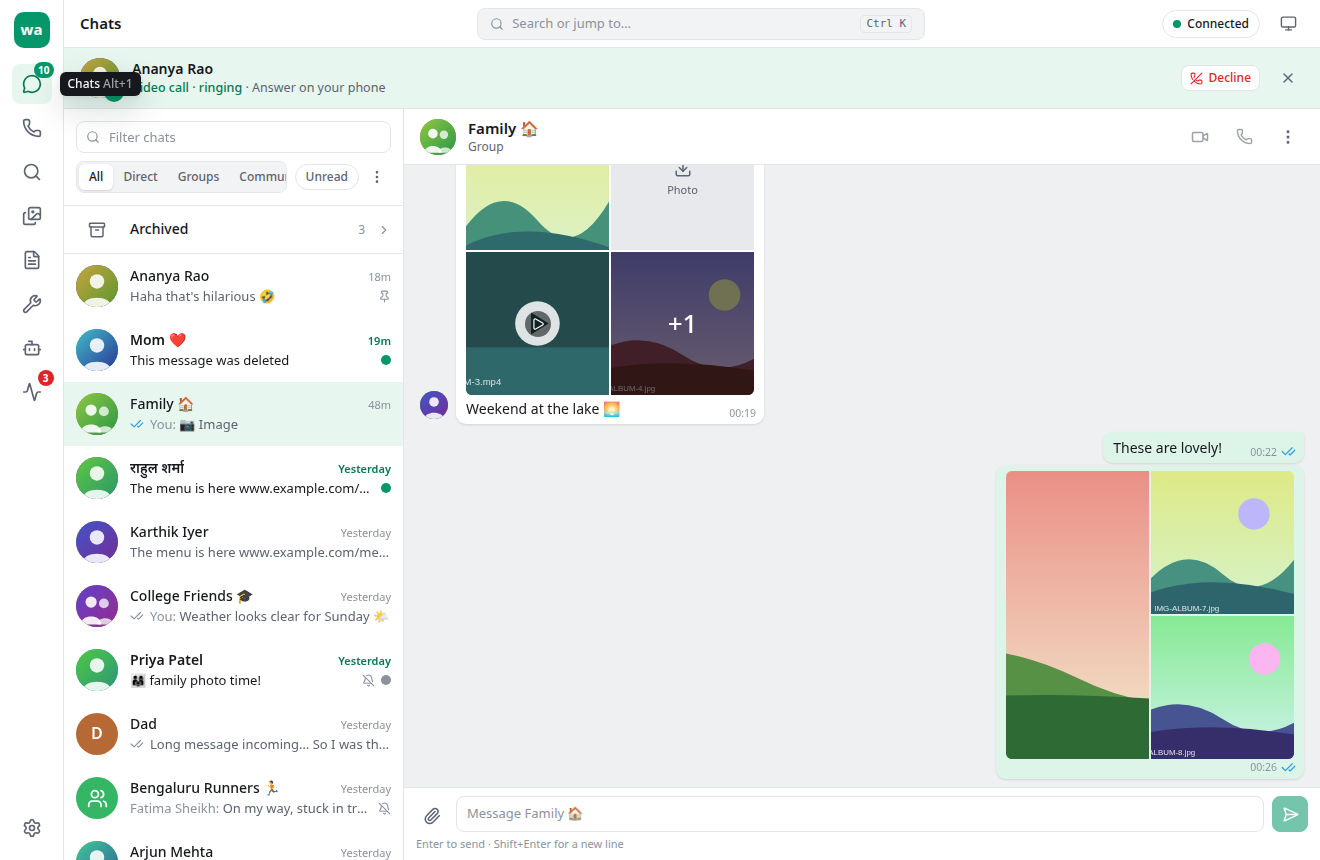 wa
Chats
Search or jump to...
Ctrl K
Connected
10
Chats Alt+1
Ananya Rao
ideo call · ringing · Answer on your phone
Decline
Filter chats
All
Direct
Groups
Commu
Unread
Archived
3
Ananya Rao
18m
Haha that's hilarious 🤣
Mom ❤️
19m
This message was deleted
Family 🏠
48m
You: 📷 Image
राहुल शर्मा
Yesterday
The menu is here www.example.com/...
Karthik Iyer
Yesterday
The menu is here www.example.com/me...
College Friends 🎓
Yesterday
You: Weather looks clear for Sunday 🌤️
Priya Patel
Yesterday
👨‍👩‍👧 family photo time!
D
Dad
Yesterday
Long message incoming... So I was th...
Bengaluru Runners 🏃
Yesterday
Fatima Sheikh: On my way, stuck in tr...
Arjun Mehta
Yesterday
3
Family 🏠
Group
Photo
M-3.mp4
+1
ALBUM-4.jpg
Weekend at the lake 🌅
00:19
These are lovely!
00:22
IMG-ALBUM-7.jpg
ALBUM-8.jpg
00:26
Message Family 🏠
Enter to send · Shift+Enter for a new line